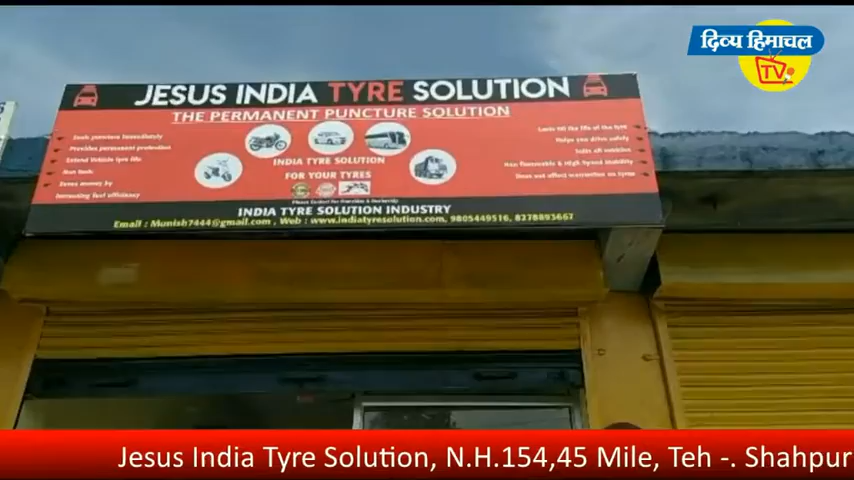 दिव्य हिमाचल
TV
JESUS INDIA TYRE SOLUTION
THE PERMANENT PUNCTURE SOLUTION
Seals puncture immediately
Provides permanent protection
Extend Vehicle tyre life
Run tank
Saves money by
increasing fuel efficiency
INDIA TYRE SOLUTION
FOR YOUR TYRES
Lasts till the life of the tyre
Helps you drive safely
Suits all vehicles
Non flammable & High Speed Stability
Does not effect warranty on Tyres
INDIA TYRE SOLUTION INDUSTRY
Email : Munish7444@gmail.com, Web : www.indiatyresolution.com, 9805449516, 8278893667
Jesus India Tyre Solution, N.H.154,45 Mile, Teh -. Shahpur